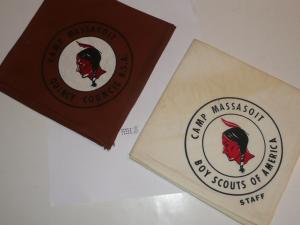 CAMP MASSASOIT
QUINCY COUNCIL B.S.A.
CAMP MASSASOIT
BOY SCOUTS OF AMERICA
STAFF